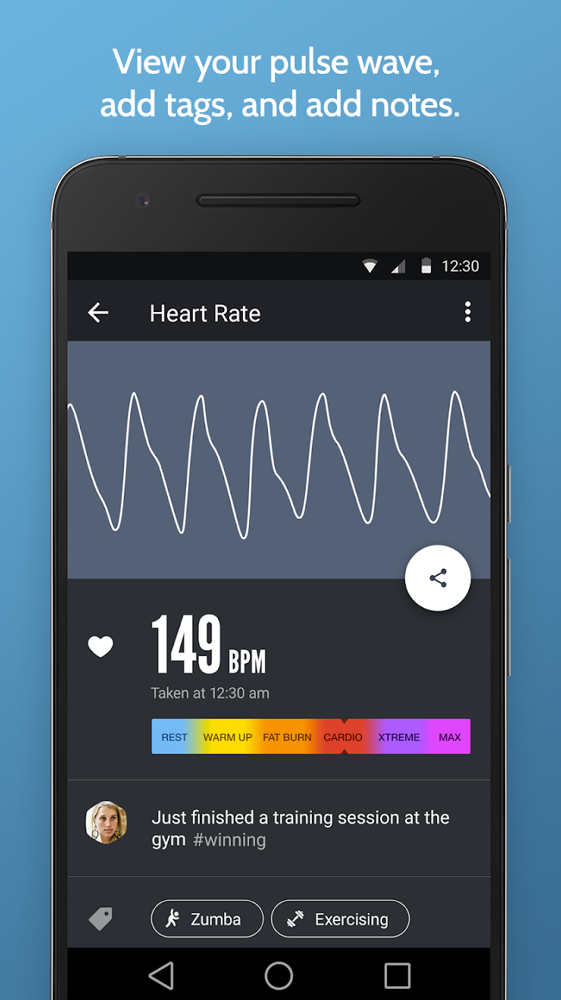 View your pulse wave,
add tags, and add notes.
12:30
Heart Rate
149 BPM
Taken at 12:30 am
REST WARM UP FAT BURN CARDIO XTREME MAX
Just finished a training session at the
gym #winning
Zumba Exercising